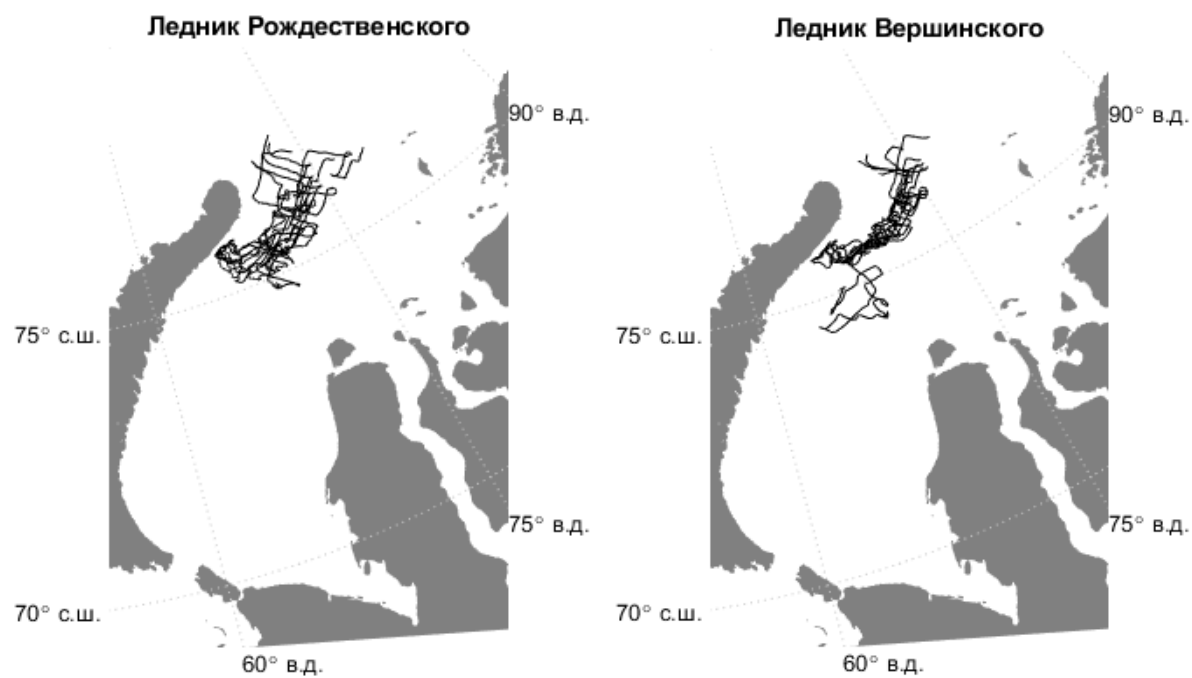 Ледник Рождественского
90° в.д.
75° с.ш.
75° в.д.
70° с.ш.
60° в.д.
Ледник Вершинского
90° в.д.
75° с.ш.
75° в.д.
70° с.ш.
60° в.д.